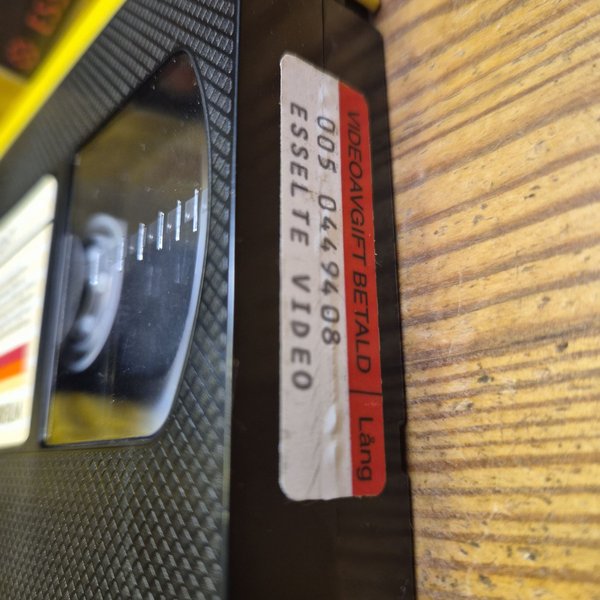 VIDEOAVGIFT BETALD | Lång
005 0449408
ESSELTE VIDEO